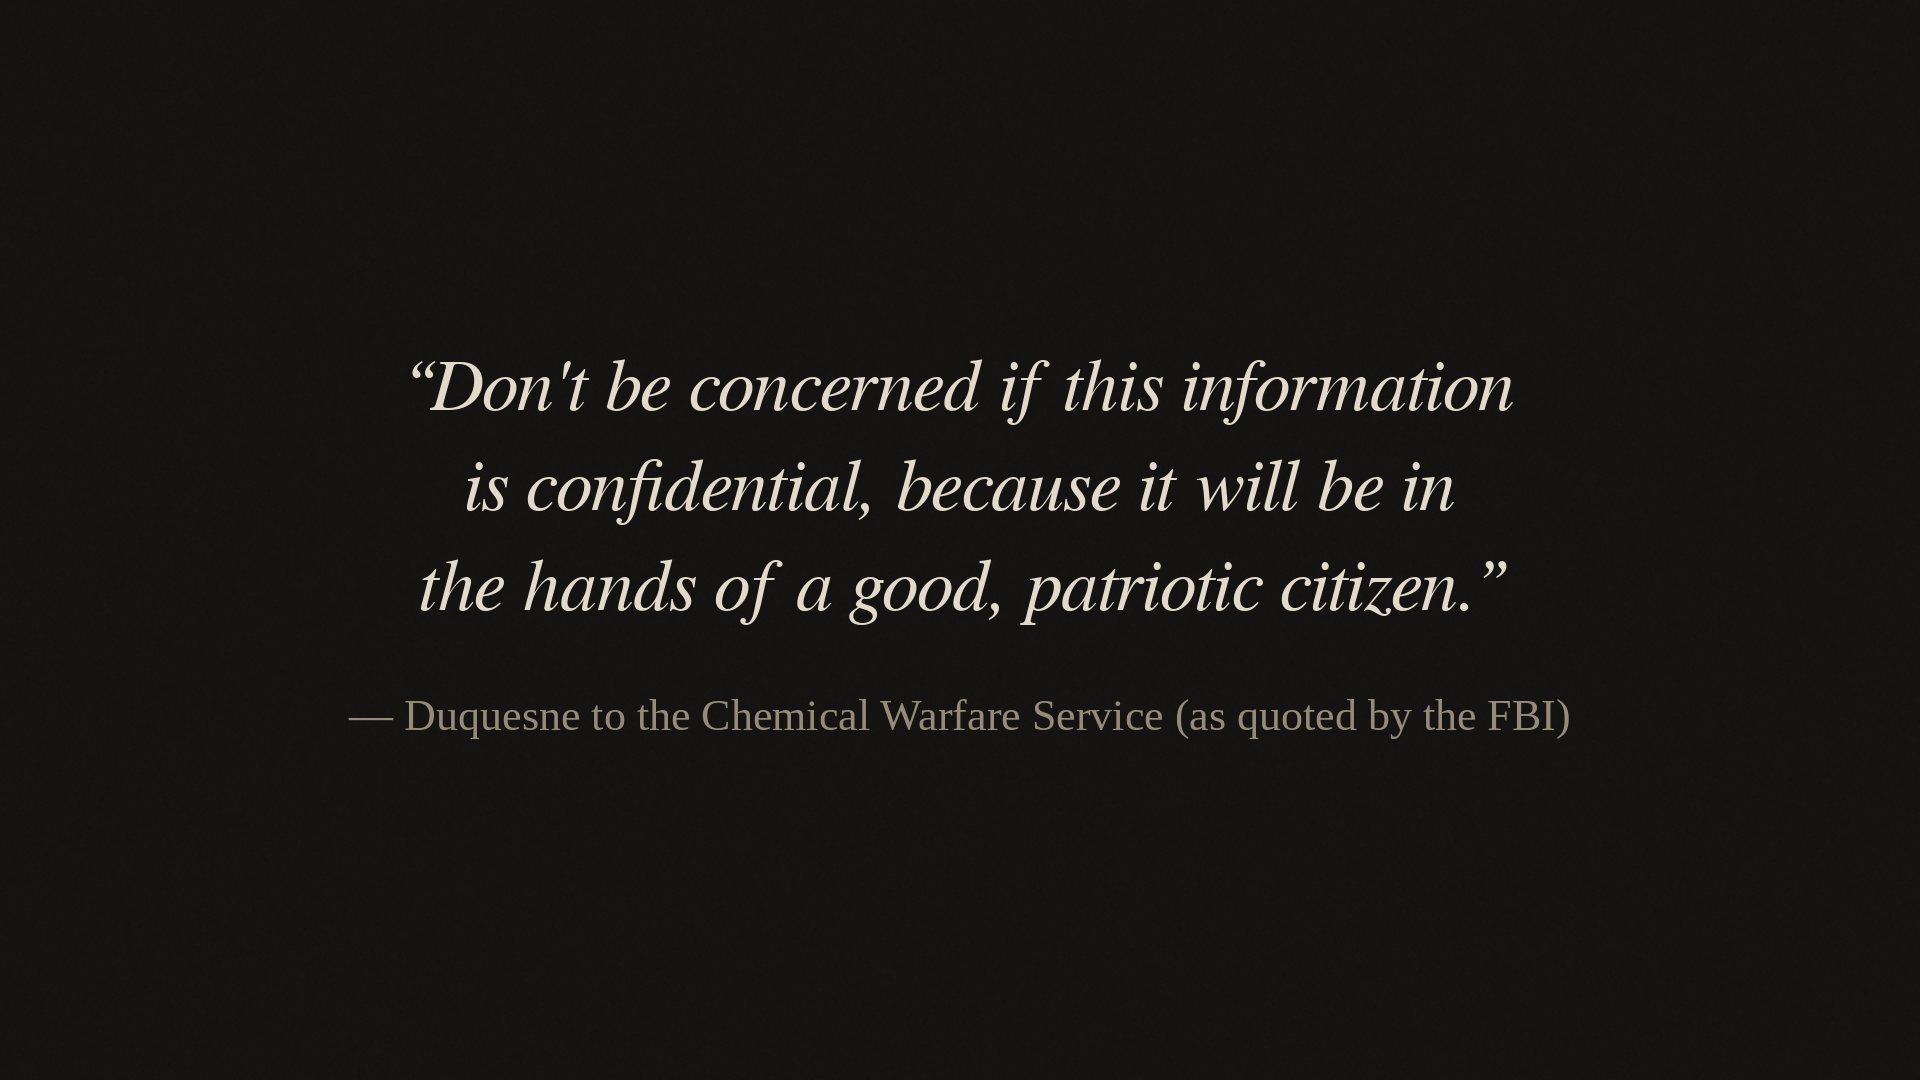 “Don't be concerned if this information
is confidential, because it will be in
the hands of a good, patriotic citizen.”
— Duquesne to the Chemical Warfare Service (as quoted by the FBI)